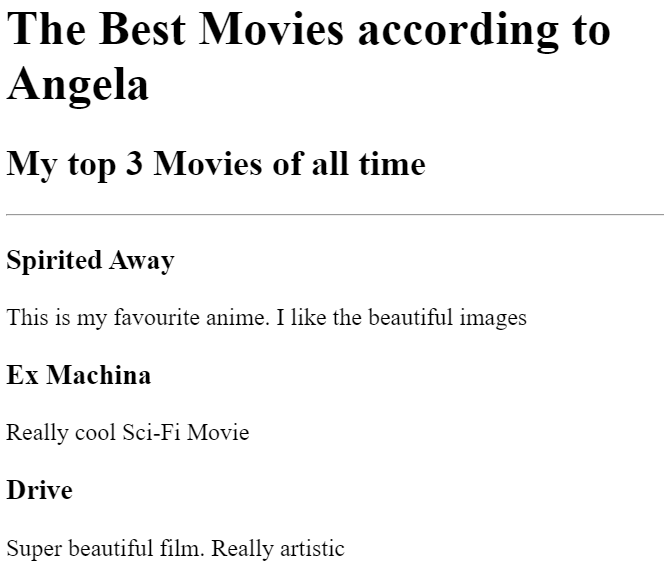 The Best Movies according to
Angela
My top 3 Movies of all time
Spirited Away
This is my favourite anime. I like the beautiful images
Ex Machina
Really cool Sci-Fi Movie
Drive
Super beautiful film. Really artistic